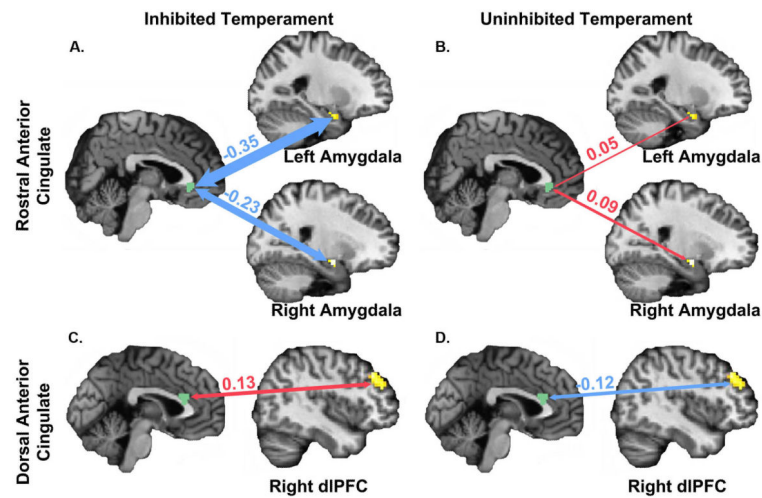 Inhibited Temperament
Uninhibited Temperament
Rostral Anterior
Cingulate
A.
-0.35
Left Amygdala
-0.23
Right Amygdala
B.
0.05
Left Amygdala
0.09
Right Amygdala
Dorsal Anterior
Cingulate
C.
0.13
Right dlPFC
D.
-0.12
Right dlPFC